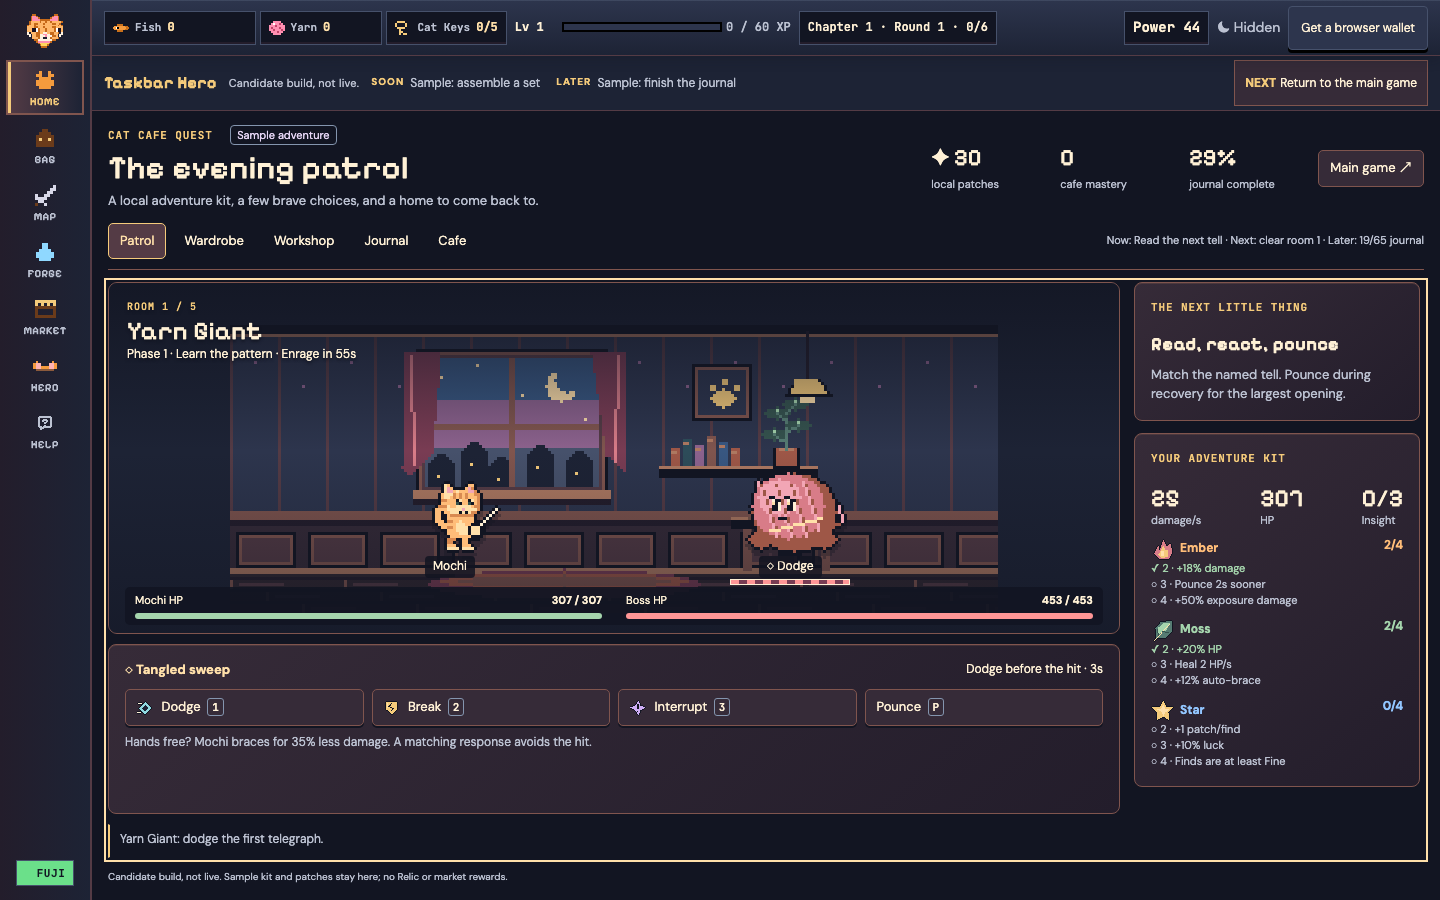 Fish 0
Yarn 0
Cat Keys 0/5
Lv 1
0 / 60 XP
Chapter 1 · Round 1 · 0/6
Power 44
Hidden
Get a browser wallet
HOME
BAG
MAP
FORGE
MARKET
HERO
HELP
FUJI
Taskbar Hero
Candidate build, not live.
SOON Sample: assemble a set
LATER Sample: finish the journal
NEXT Return to the main game
CAT CAFE QUEST
Sample adventure
The evening patrol
A local adventure kit, a few brave choices, and a home to come back to.
30
local patches
0
cafe mastery
29%
journal complete
Main game ↗
Patrol
Wardrobe
Workshop
Journal
Cafe
Now: Read the next tell · Next: clear room 1 · Later: 19/65 journal
ROOM 1 / 5
Yarn Giant
Phase 1 · Learn the pattern · Enrage in 55s
Mochi
◇ Dodge
Mochi HP
307 / 307
Boss HP
453 / 453
◇ Tangled sweep
Dodge before the hit · 3s
Dodge 1
Break 2
Interrupt 3
Pounce P
Hands free? Mochi braces for 35% less damage. A matching response avoids the hit.
Yarn Giant: dodge the first telegraph.
THE NEXT LITTLE THING
Read, react, pounce
Match the named tell. Pounce during
recovery for the largest opening.
YOUR ADVENTURE KIT
28
damage/s
307
HP
0/3
Insight
Ember
2/4
✓ 2 · +18% damage
○ 3 · Pounce 2s sooner
○ 4 · +50% exposure damage
Moss
2/4
✓ 2 · +20% HP
○ 3 · Heal 2 HP/s
○ 4 · +12% auto-brace
Star
0/4
○ 2 · +1 patch/find
○ 3 · +10% luck
○ 4 · Finds are at least Fine
Candidate build, not live. Sample kit and patches stay here; no Relic or market rewards.